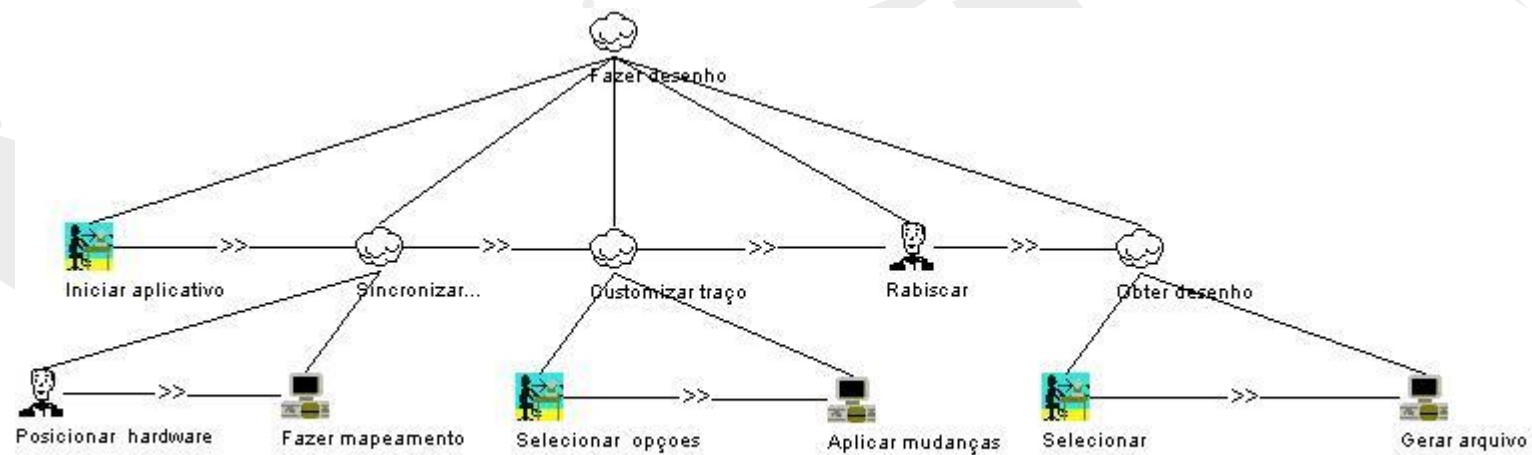 Fazer desenho
>> >> >> >>
Iniciar aplicativo Sincronizar... Customizar traço Rabiscar Obter desenho
>> >> >>
Posicionar hardware Fazer mapeamento Selecionar opçoes Aplicar mudanças Selecionar Gerar arquivo